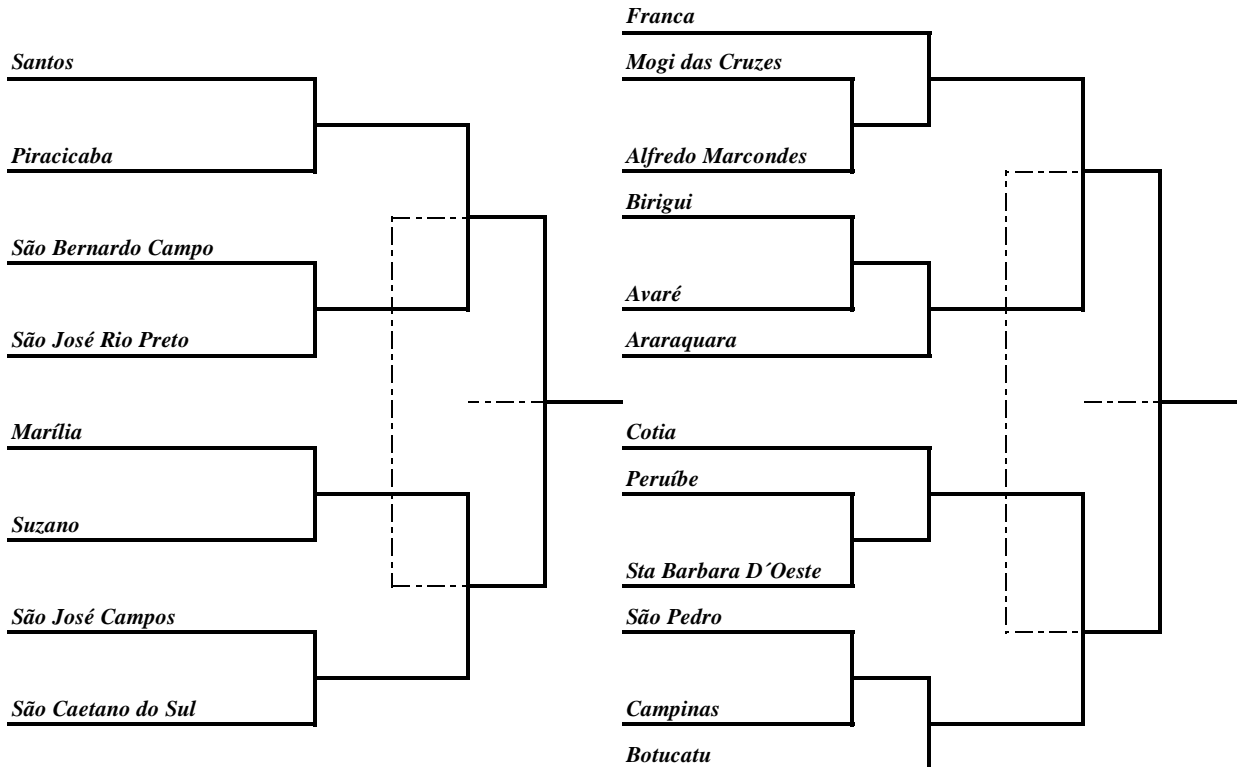 Santos
Piracicaba
São Bernardo Campo
São José Rio Preto
Marília
Suzano
São José Campos
São Caetano do Sul
Franca
Mogi das Cruzes
Alfredo Marcondes
Birigui
Avaré
Araraquara
Cotia
Peruíbe
Sta Barbara D´Oeste
São Pedro
Campinas
Botucatu